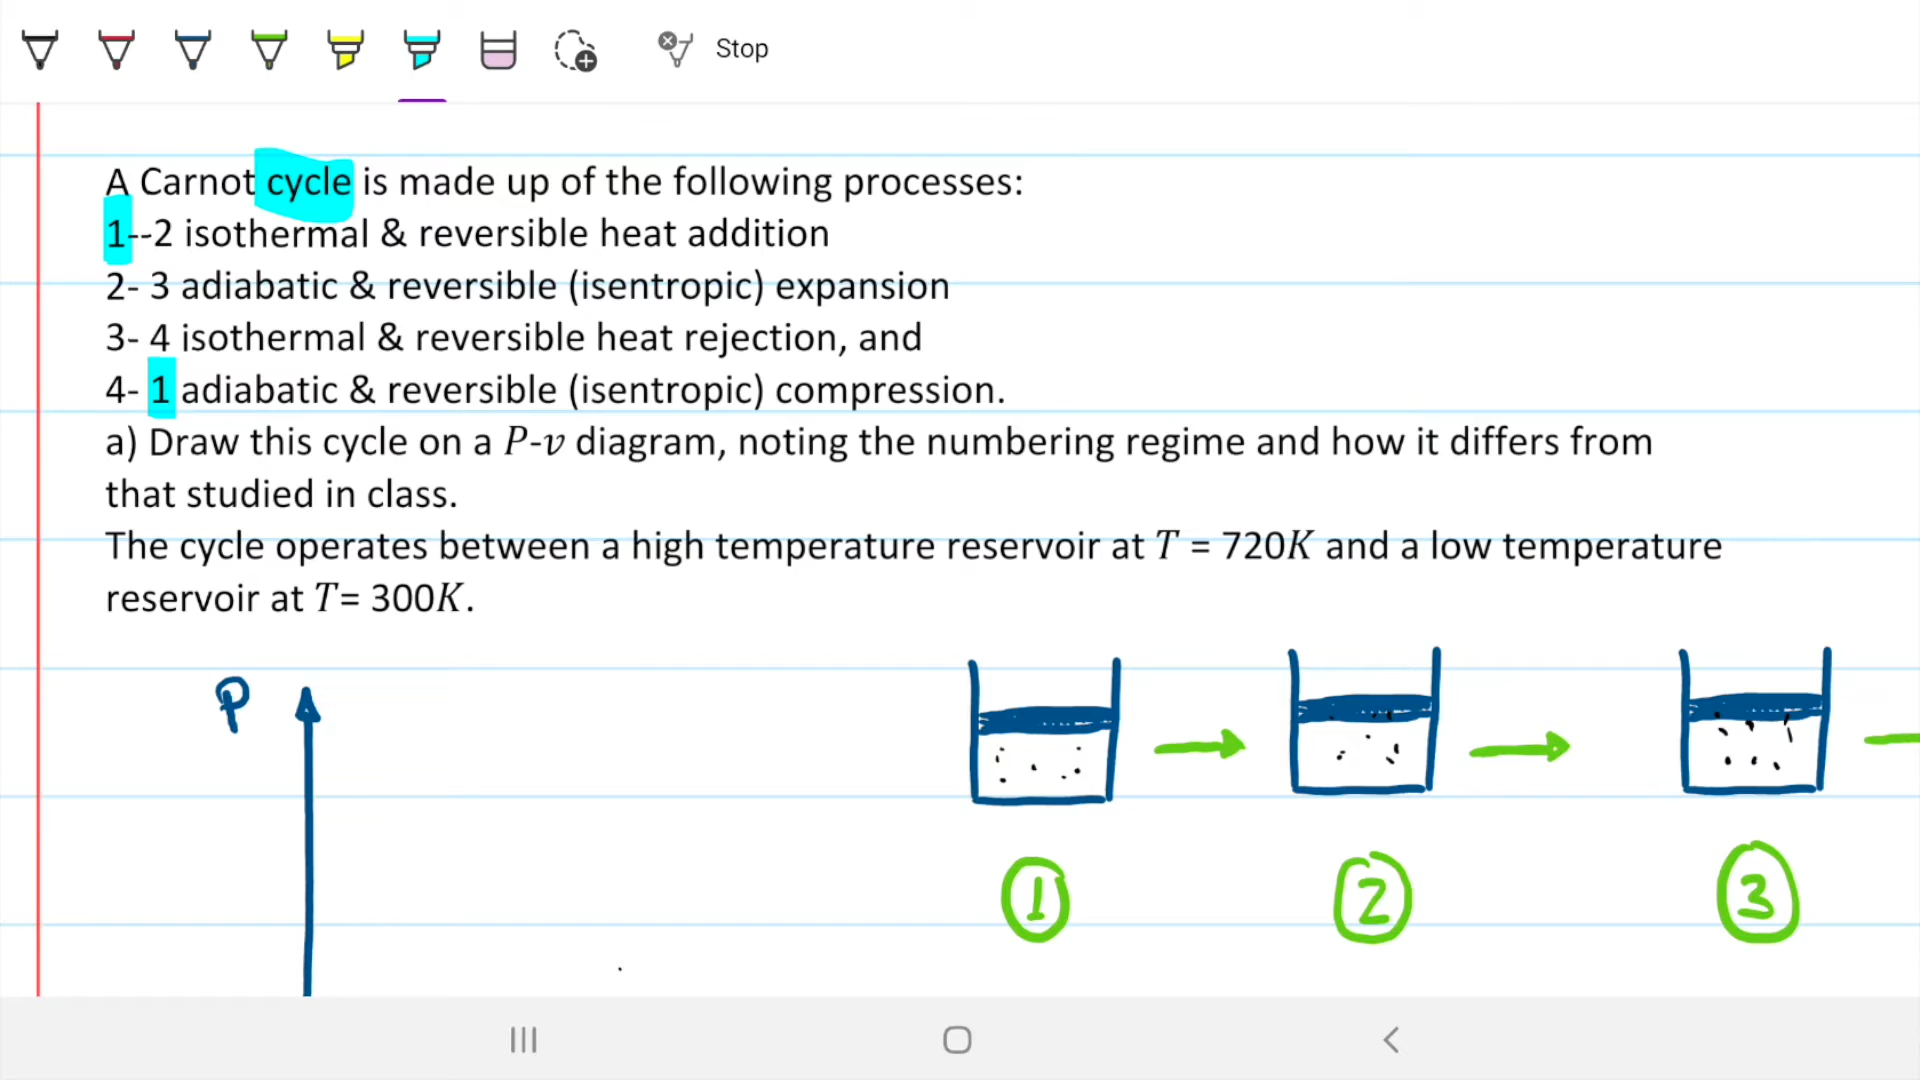 Stop
A Carnot cycle is made up of the following processes:
1--2 isothermal & reversible heat addition
2- 3 adiabatic & reversible (isentropic) expansion
3- 4 isothermal & reversible heat rejection, and
4- 1 adiabatic & reversible (isentropic) compression.
a) Draw this cycle on a P-v diagram, noting the numbering regime and how it differs from
that studied in class.
The cycle operates between a high temperature reservoir at T = 720K and a low temperature
reservoir at T= 300K.
P
1 2 3